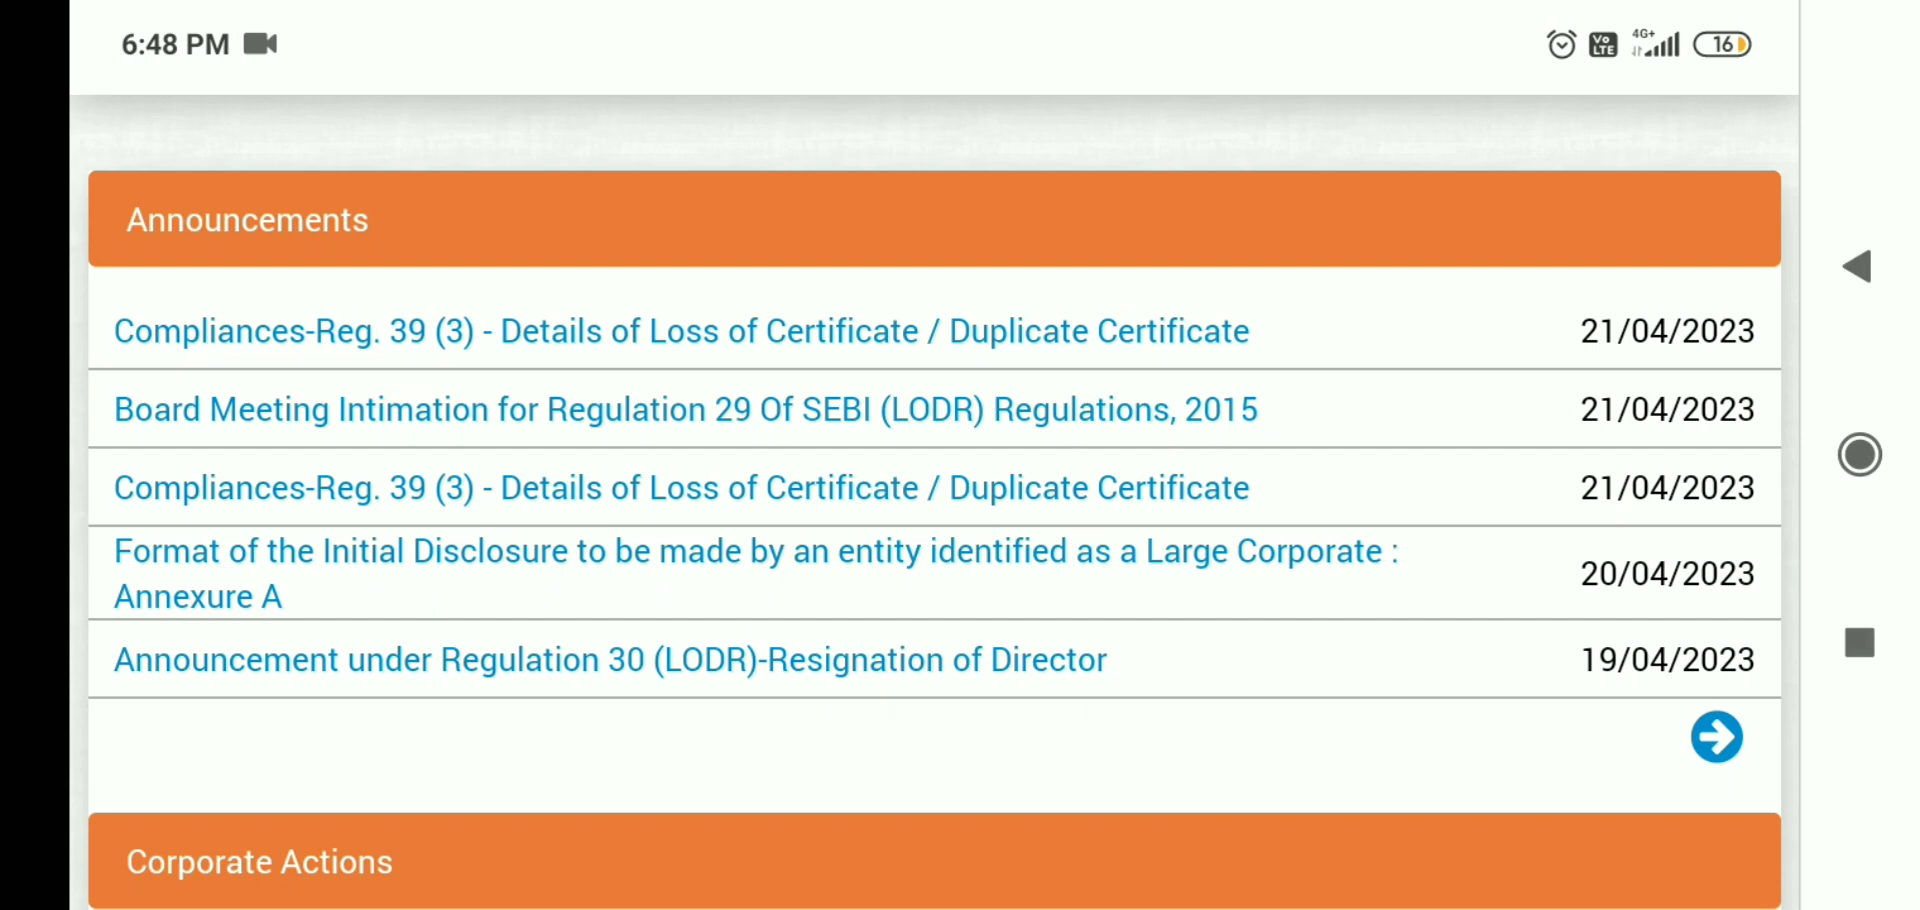 6:48 PM
Vo
LTE
4G+
16
Announcements
Compliances-Reg. 39 (3) - Details of Loss of Certificate / Duplicate Certificate 21/04/2023
Board Meeting Intimation for Regulation 29 Of SEBI (LODR) Regulations, 2015 21/04/2023
Compliances-Reg. 39 (3) - Details of Loss of Certificate / Duplicate Certificate 21/04/2023
Format of the Initial Disclosure to be made by an entity identified as a Large Corporate :
Annexure A 20/04/2023
Announcement under Regulation 30 (LODR)-Resignation of Director 19/04/2023
Corporate Actions